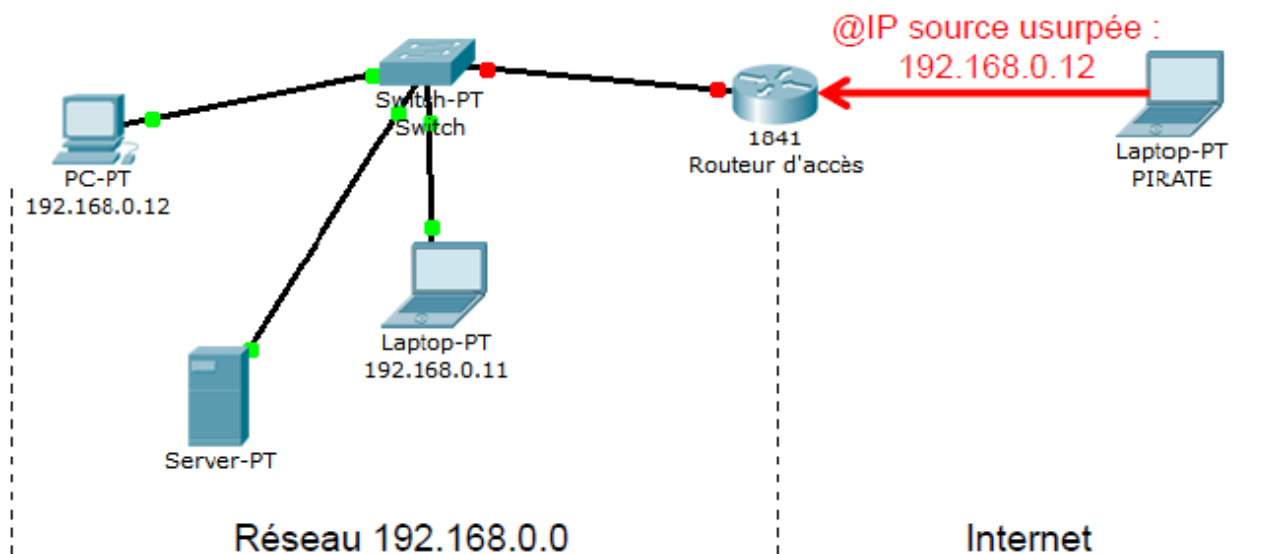 @IP source usurpée :
192.168.0.12
Switch-PT
Switch
1841
Routeur d'accès
Laptop-PT
PIRATE
PC-PT
192.168.0.12
Laptop-PT
192.168.0.11
Server-PT
Réseau 192.168.0.0
Internet